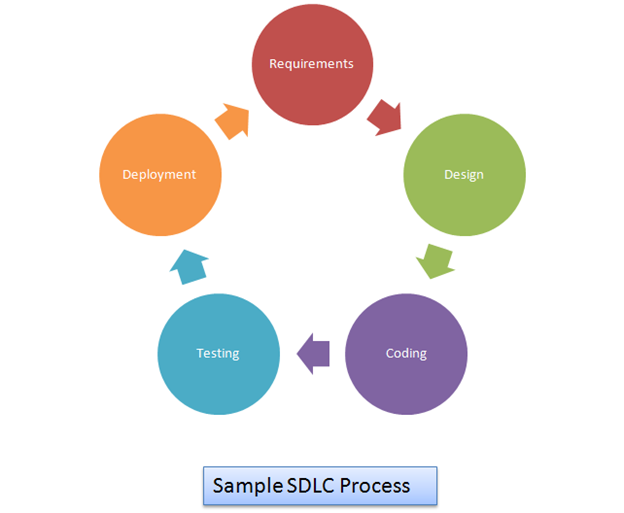 Requirements
Design
Coding
Testing
Deployment
Sample SDLC Process